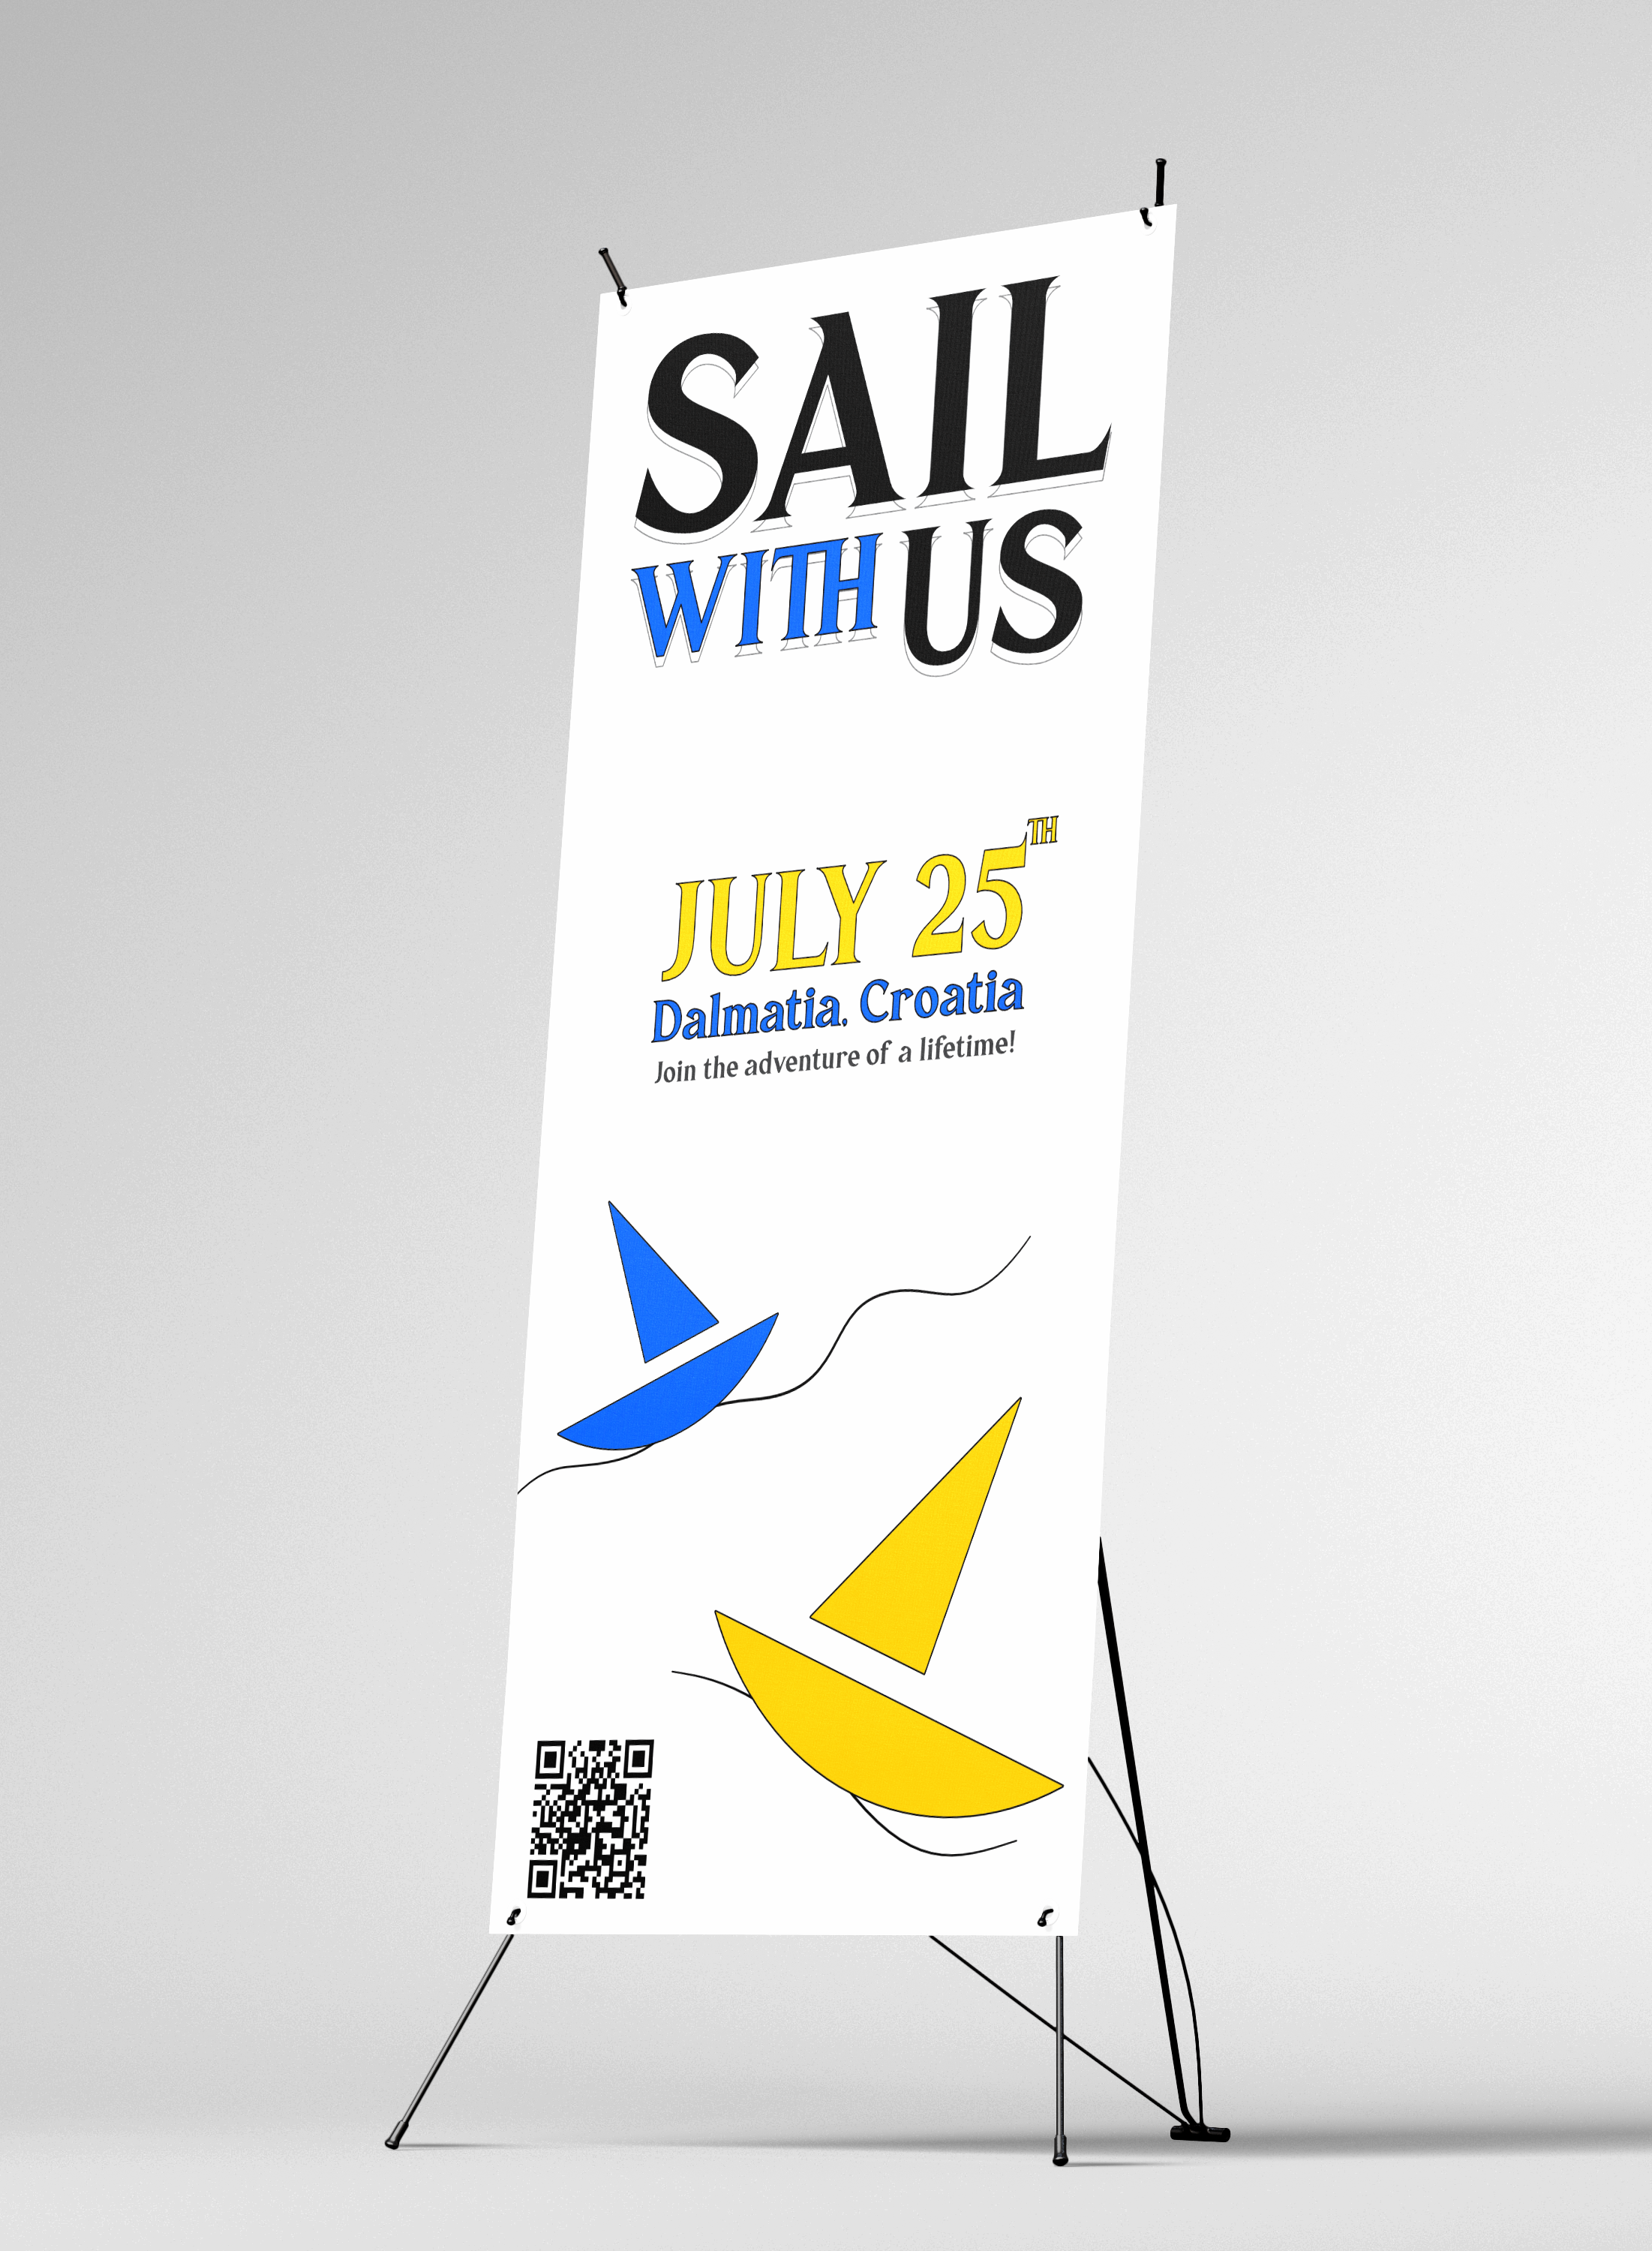 SAIL
WITH US
JULY 25TH
Dalmatia, Croatia
Join the adventure of a lifetime!